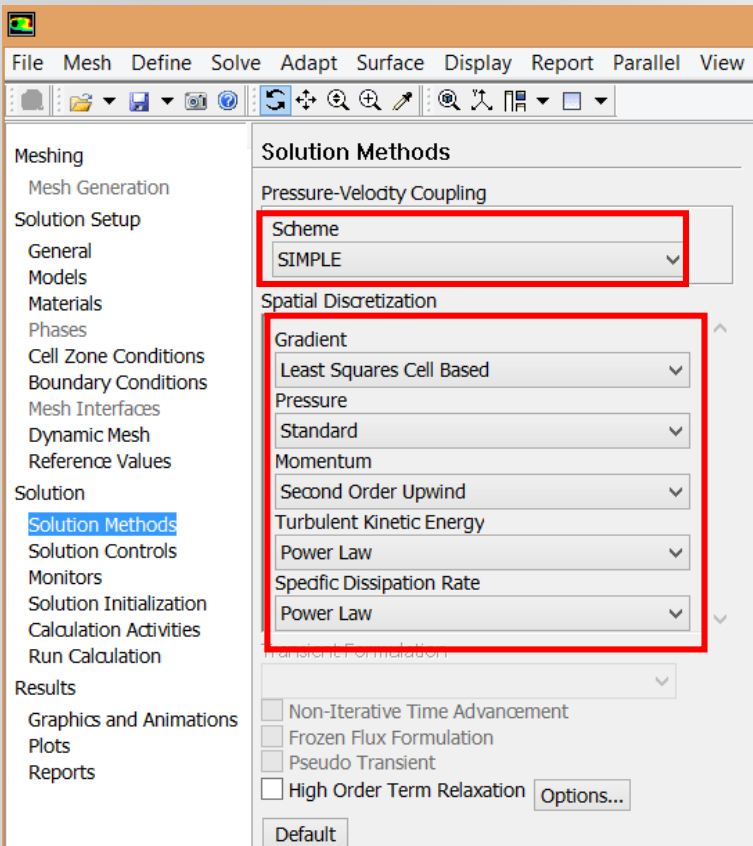 File Mesh Define Solve Adapt Surface Display Report Parallel View
Meshing
Mesh Generation
Solution Setup
General
Models
Materials
Phases
Cell Zone Conditions
Boundary Conditions
Mesh Interfaces
Dynamic Mesh
Reference Values
Solution
Solution Methods
Solution Controls
Monitors
Solution Initialization
Calculation Activities
Run Calculation
Results
Graphics and Animations
Plots
Reports
Solution Methods
Pressure-Velocity Coupling
Scheme
SIMPLE
Spatial Discretization
Gradient
Least Squares Cell Based
Pressure
Standard
Momentum
Second Order Upwind
Turbulent Kinetic Energy
Power Law
Specific Dissipation Rate
Power Law
Transient Formulation
Non-Iterative Time Advancement
Frozen Flux Formulation
Pseudo Transient
High Order Term Relaxation Options...
Default